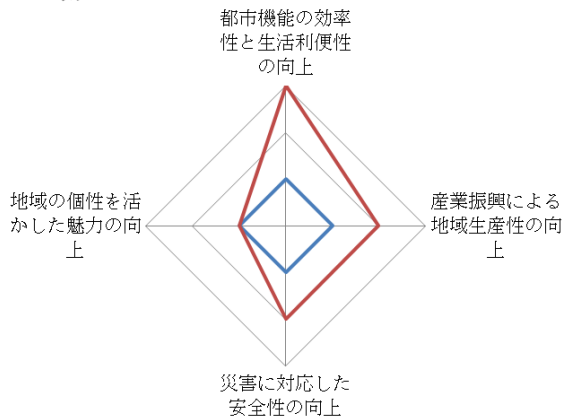 都市機能の効率
性と生活利便性
の向上
地域の個性を活
かした魅力の向
上
産業振興による
地域生産性の向
上
災害に対応した
安全性の向上